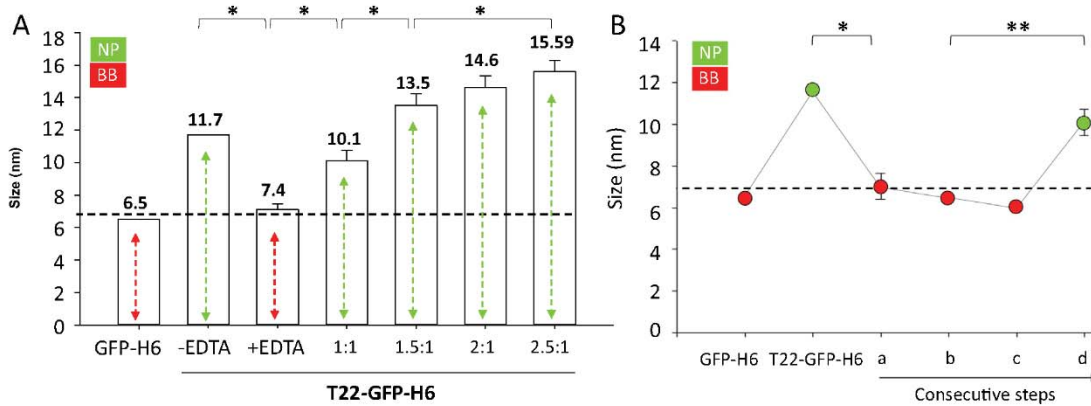 A
* * * *
Size (nm)
18
16
14
12
10
8
6
4
2
0
NP
BB
6.5
11.7
7.4
10.1
13.5
14.6
15.59
GFP-H6 -EDTA +EDTA 1:1 1.5:1 2:1 2.5:1
T22-GFP-H6
B
* **
Size (nm)
14
12
10
8
6
4
2
0
NP
BB
GFP-H6 T22-GFP-H6 a b c d
Consecutive steps